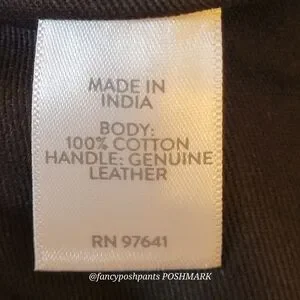 MADE IN
INDIA
BODY:
100% COTTON
HANDLE: GENUINE
LEATHER
RN 97641
@fancyposhpants POSHMARK